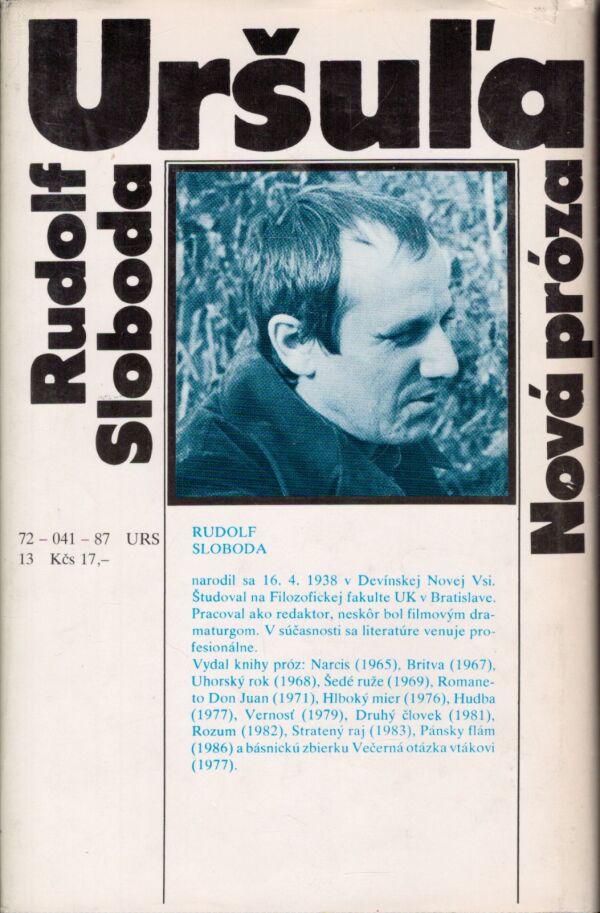 Uršuľa
Rudolf
Sloboda
Nová próza
72 – 041 – 87 URS
13 Kčs 17,–
RUDOLF
SLOBODA
narodil sa 16. 4. 1938 v Devínskej Novej Vsi.
Študoval na Filozofickej fakulte UK v Bratislave.
Pracoval ako redaktor, neskôr bol filmovým dra-
maturgom. V súčasnosti sa literatúre venuje pro-
fesionálne.
Vydal knihy próz: Narcis (1965), Britva (1967),
Uhorský rok (1968), Šedé ruže (1969), Romane-
to Don Juan (1971), Hlboký mier (1976), Hudba
(1977), Vernosť (1979), Druhý človek (1981),
Rozum (1982), Stratený raj (1983), Pánsky flám
(1986) a básnickú zbierku Večerná otázka vtákovi
(1977).